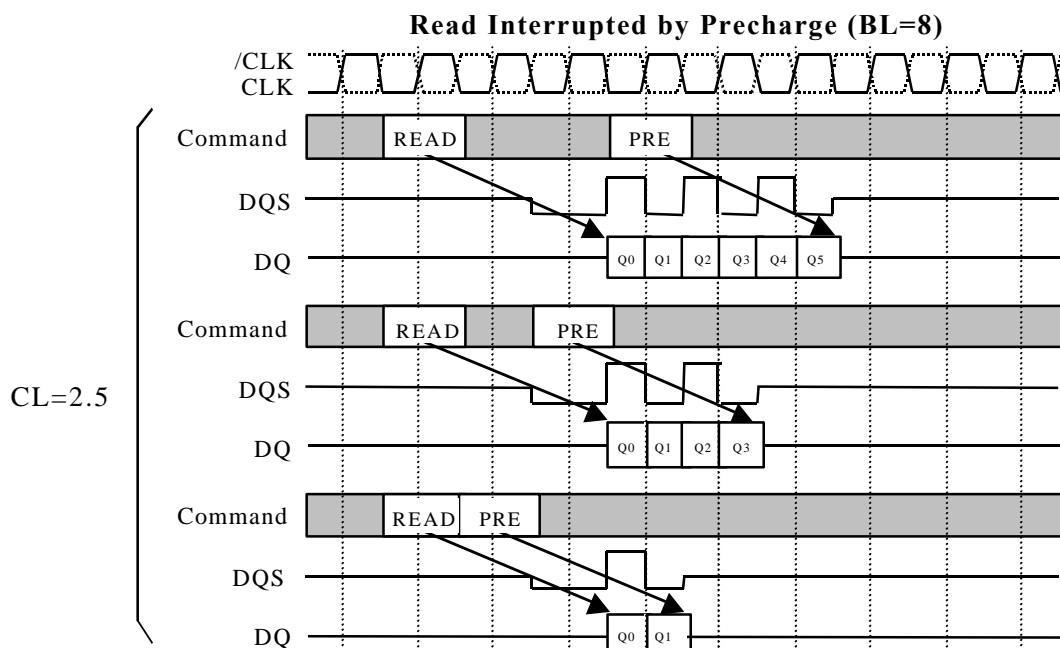 Read Interrupted by Precharge (BL=8)
/CLK
CLK
Command READ PRE
DQS
DQ Q0 Q1 Q2 Q3 Q4 Q5
Command READ PRE
CL=2.5
DQS
DQ Q0 Q1 Q2 Q3
Command READ PRE
DQS
DQ Q0 Q1